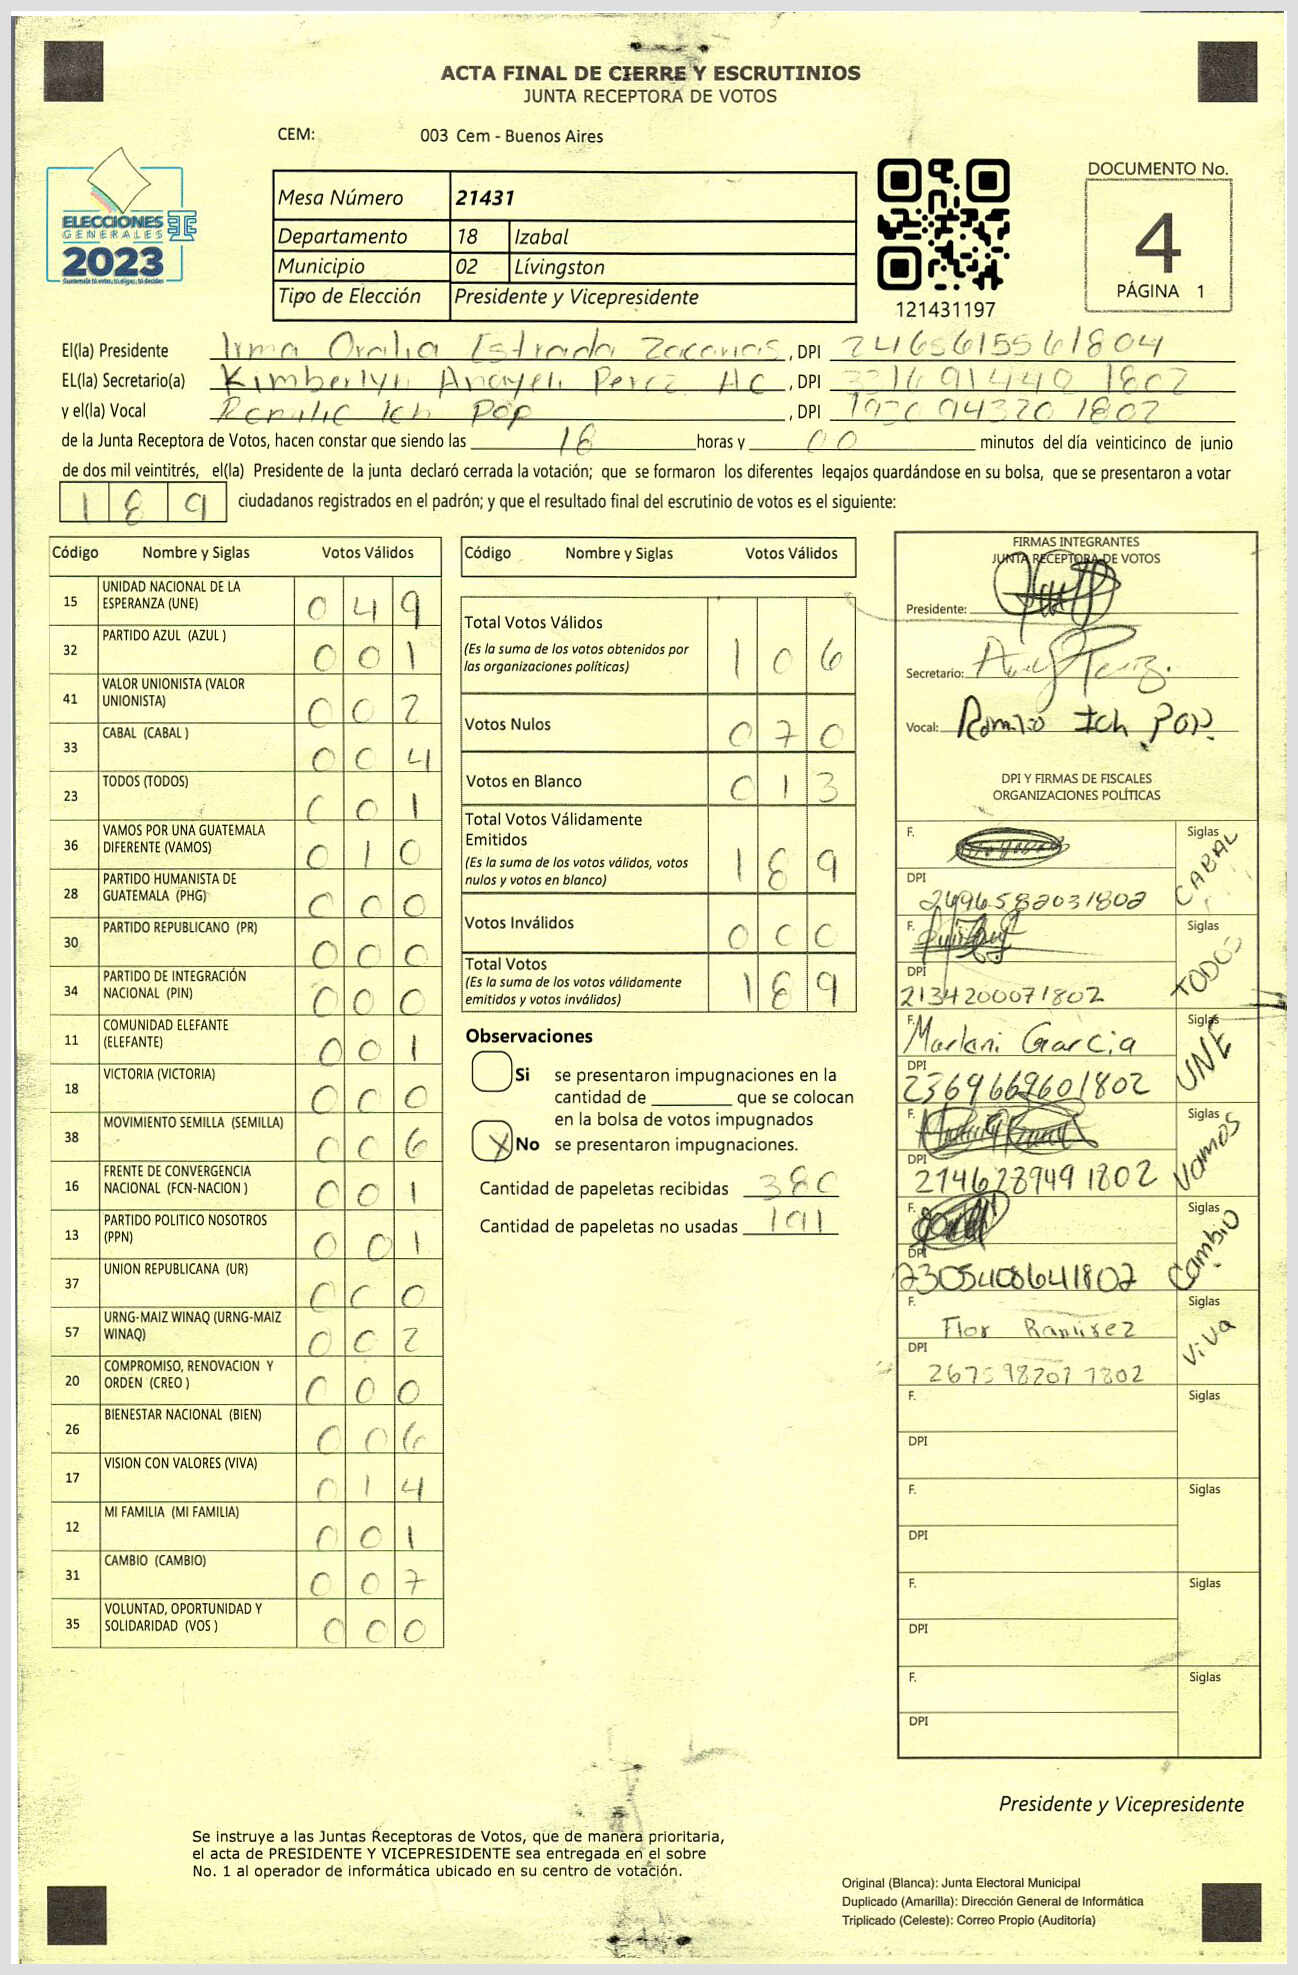 ACTA FINAL DE CIERRE Y ESCRUTINIOS
JUNTA RECEPTORA DE VOTOS
CEM: 003 Cem - Buenos Aires
ELECCIONES
GENERALES
2023
Mesa Número 21431
Departamento 18 Izabal
Municipio 02 Lívingston
Tipo de Elección Presidente y Vicepresidente
121431197
DOCUMENTO No.
4
PÁGINA 1
El(la) Presidente Irma Oralia Estrada Zacarias, DPI 2465615561804
EL(la) Secretario(a) Kimberlyn Anayeli Perez Ac, DPI 3316914401802
y el(la) Vocal Romulo Ich Pop, DPI 1936943201802
de la Junta Receptora de Votos, hacen constar que siendo las 18 horas y 00 minutos del día veinticinco de junio
de dos mil veintitrés, el(la) Presidente de la junta declaró cerrada la votación; que se formaron los diferentes legajos quardándose en su bolsa, que se presentaron a votar
189 ciudadanos registrados en el padrón; y que el resultado final del escrutinio de votos es el siguiente:
Código Nombre y Siglas Votos Válidos
15 UNIDAD NACIONAL DE LA ESPERANZA (UNE) 0 4 9
32 PARTIDO AZUL (AZUL ) 0 0 1
41 VALOR UNIONISTA (VALOR UNIONISTA) 0 0 2
33 CABAL (CABAL ) 0 0 4
23 TODOS (TODOS) 0 0 1
36 VAMOS POR UNA GUATEMALA DIFERENTE (VAMOS) 0 1 0
28 PARTIDO HUMANISTA DE GUATEMALA (PHG) 0 0 0
30 PARTIDO REPUBLICANO (PR) 0 0 0
34 PARTIDO DE INTEGRACIÓN NACIONAL (PIN) 0 0 0
11 COMUNIDAD ELEFANTE (ELEFANTE) 0 0 1
18 VICTORIA (VICTORIA) 0 0 0
38 MOVIMIENTO SEMILLA (SEMILLA) 0 0 6
16 FRENTE DE CONVERGENCIA NACIONAL (FCN-NACION ) 0 0 1
13 PARTIDO POLITICO NOSOTROS (PPN) 0 0 1
37 UNION REPUBLICANA (UR) 0 0 0
57 URNG-MAIZ WINAQ (URNG-MAIZ WINAQ) 0 0 2
20 COMPROMISO, RENOVACION Y ORDEN (CREO ) 0 0 0
26 BIENESTAR NACIONAL (BIEN) 0 0 6
17 VISION CON VALORES (VIVA) 0 1 4
12 MI FAMILIA (MI FAMILIA) 0 0 1
31 CAMBIO (CAMBIO) 0 0 7
35 VOLUNTAD, OPORTUNIDAD Y SOLIDARIDAD (VOS ) 0 0 0
Código Nombre y Siglas Votos Válidos
Total Votos Válidos 1 0 6
(Es la suma de los votos obtenidos por
las organizaciones políticas)
Votos Nulos 0 7 0
Votos en Blanco 0 1 3
Total Votos Válidamente
Emitidos 1 8 9
(Es la suma de los votos válidos, votos
nulos y votos en blanco)
Votos Inválidos 0 0 0
Total Votos 1 8 9
(Es la suma de los votos válidamente
emitidos y votos inválidos)
Observaciones
Si se presentaron impugnaciones en la
cantidad de ________ que se colocan
en la bolsa de votos impugnados
X No se presentaron impugnaciones.
Cantidad de papeletas recibidas 380
Cantidad de papeletas no usadas 191
FIRMAS INTEGRANTES
JUNTA RECEPTORA DE VOTOS
Presidente:
Secretario:
Vocal: Romulo Ich Pop
DPI Y FIRMAS DE FISCALES
ORGANIZACIONES POLÍTICAS
F. Siglas CABAL
DPI 2496582031802
F. Siglas TODOS
DPI 2134200071802
F. Marleni Garcia Siglas UNE
DPI 2369669601802
F. Siglas VAMOS
DPI 2146289491802
F. Siglas Cambio
DPI 2305408641802
F. Flor Ramirez Siglas VIVA
DPI
F. Siglas
DPI
F. Siglas
DPI
F. Siglas
DPI
F. Siglas
DPI
Presidente y Vicepresidente
Se instruye a las Juntas Receptoras de Votos, que de manera prioritaria,
el acta de PRESIDENTE Y VICEPRESIDENTE sea entregada en el sobre
No. 1 al operador de informática ubicado en su centro de votación.
Original (Blanca): Junta Electoral Municipal
Duplicado (Amarilla): Dirección General de Informática
Triplicado (Celeste): Correo Propio (Auditoría)